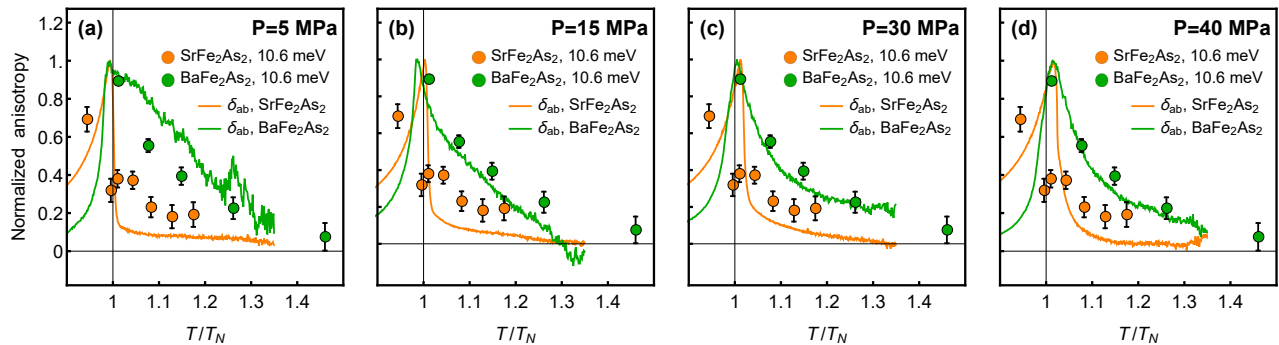 (a) P=5 MPa
SrFe2As2, 10.6 meV
BaFe2As2, 10.6 meV
δab, SrFe2As2
δab, BaFe2As2
Normalized anisotropy
1.2
1.0
0.8
0.6
0.4
0.2
0
1 1.1 1.2 1.3 1.4
T/TN
(b) P=15 MPa
SrFe2As2, 10.6 meV
BaFe2As2, 10.6 meV
δab, SrFe2As2
δab, BaFe2As2
1 1.1 1.2 1.3 1.4
T/TN
(c) P=30 MPa
SrFe2As2, 10.6 meV
BaFe2As2, 10.6 meV
δab, SrFe2As2
δab, BaFe2As2
1 1.1 1.2 1.3 1.4
T/TN
(d) P=40 MPa
SrFe2As2, 10.6 meV
BaFe2As2, 10.6 meV
δab, SrFe2As2
δab, BaFe2As2
1 1.1 1.2 1.3 1.4
T/TN